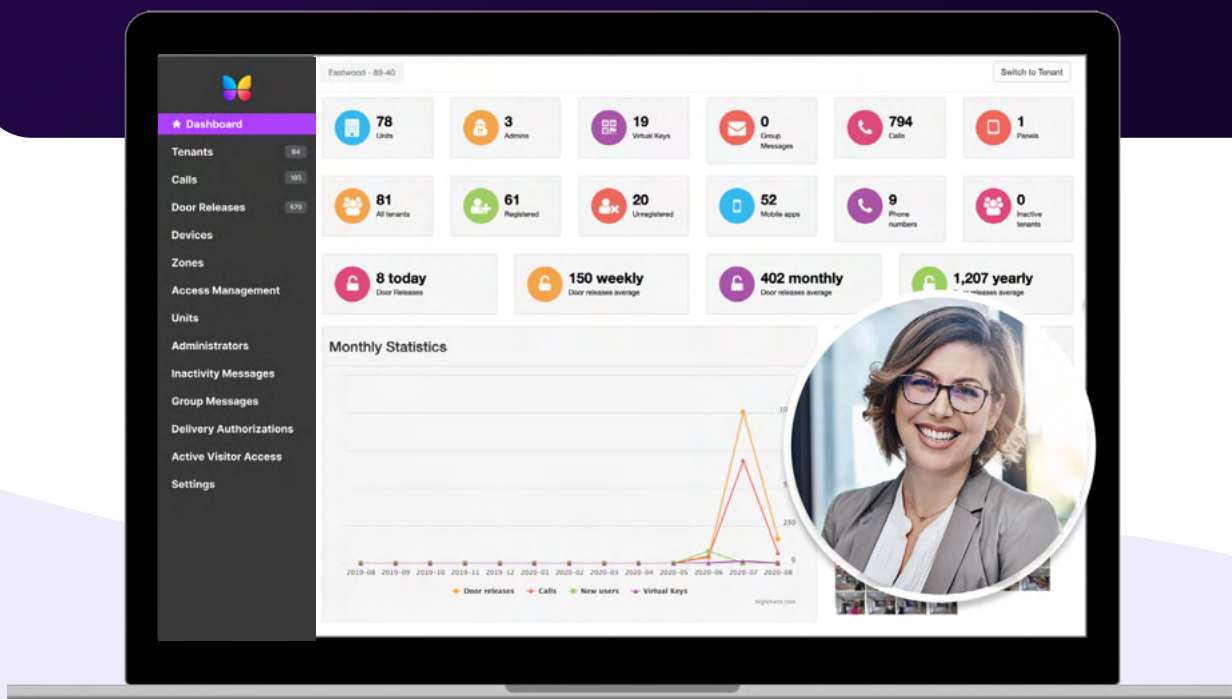 Eastwood - 89-40
Switch to Tenant
Dashboard
Tenants 64
Calls 185
Door Releases 579
Devices
Zones
Access Management
Units
Administrators
Inactivity Messages
Group Messages
Delivery Authorizations
Active Visitor Access
Settings
78
Units
3
Admins
19
Virtual Keys
0
Group
Messages
794
Calls
1
Panels
81
All tenants
61
Registered
20
Unregistered
52
Mobile apps
9
Phone
numbers
0
Inactive
tenants
8 today
Door Releases
150 weekly
Door releases average
402 monthly
Door releases average
1,207 yearly
Door releases average
Monthly Statistics
250
0
2019-08 2019-09 2019-10 2019-11 2019-12 2020-01 2020-02 2020-03 2020-04 2020-05 2020-06 2020-07 2020-08
Door releases Calls New users Virtual Keys
Highcharts.com